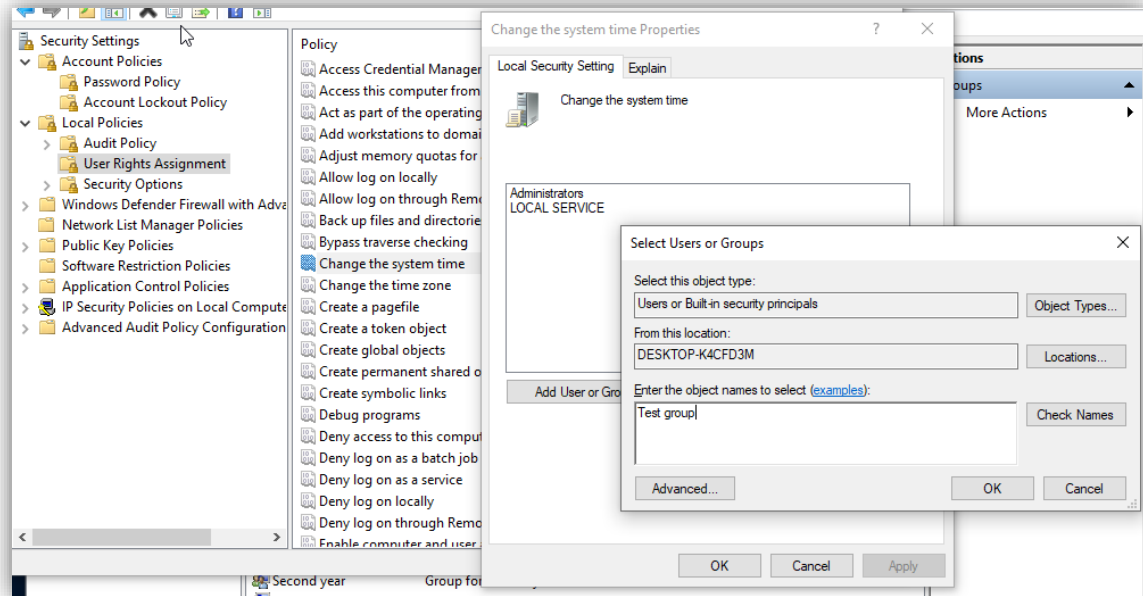 Security Settings
Account Policies
Password Policy
Account Lockout Policy
Local Policies
Audit Policy
User Rights Assignment
Security Options
Windows Defender Firewall with Adva
Network List Manager Policies
Public Key Policies
Software Restriction Policies
Application Control Policies
IP Security Policies on Local Compute
Advanced Audit Policy Configuration
Policy
Access Credential Manager
Access this computer from
Act as part of the operating
Add workstations to domai
Adjust memory quotas for
Allow log on locally
Allow log on through Remo
Back up files and directorie
Bypass traverse checking
Change the system time
Change the time zone
Create a pagefile
Create a token object
Create global objects
Create permanent shared o
Create symbolic links
Debug programs
Deny access to this comput
Deny log on as a batch job
Deny log on as a service
Deny log on locally
Deny log on through Remo
Enable computer and user
Second year Group for
Change the system time Properties
Local Security Setting Explain
Change the system time
Administrators
LOCAL SERVICE
Add User or Gro
OK Cancel Apply
Select Users or Groups
Select this object type:
Users or Built-in security principals Object Types...
From this location:
DESKTOP-K4CFD3M Locations...
Enter the object names to select (examples):
Test group Check Names
Advanced... OK Cancel
tions
oups
More Actions